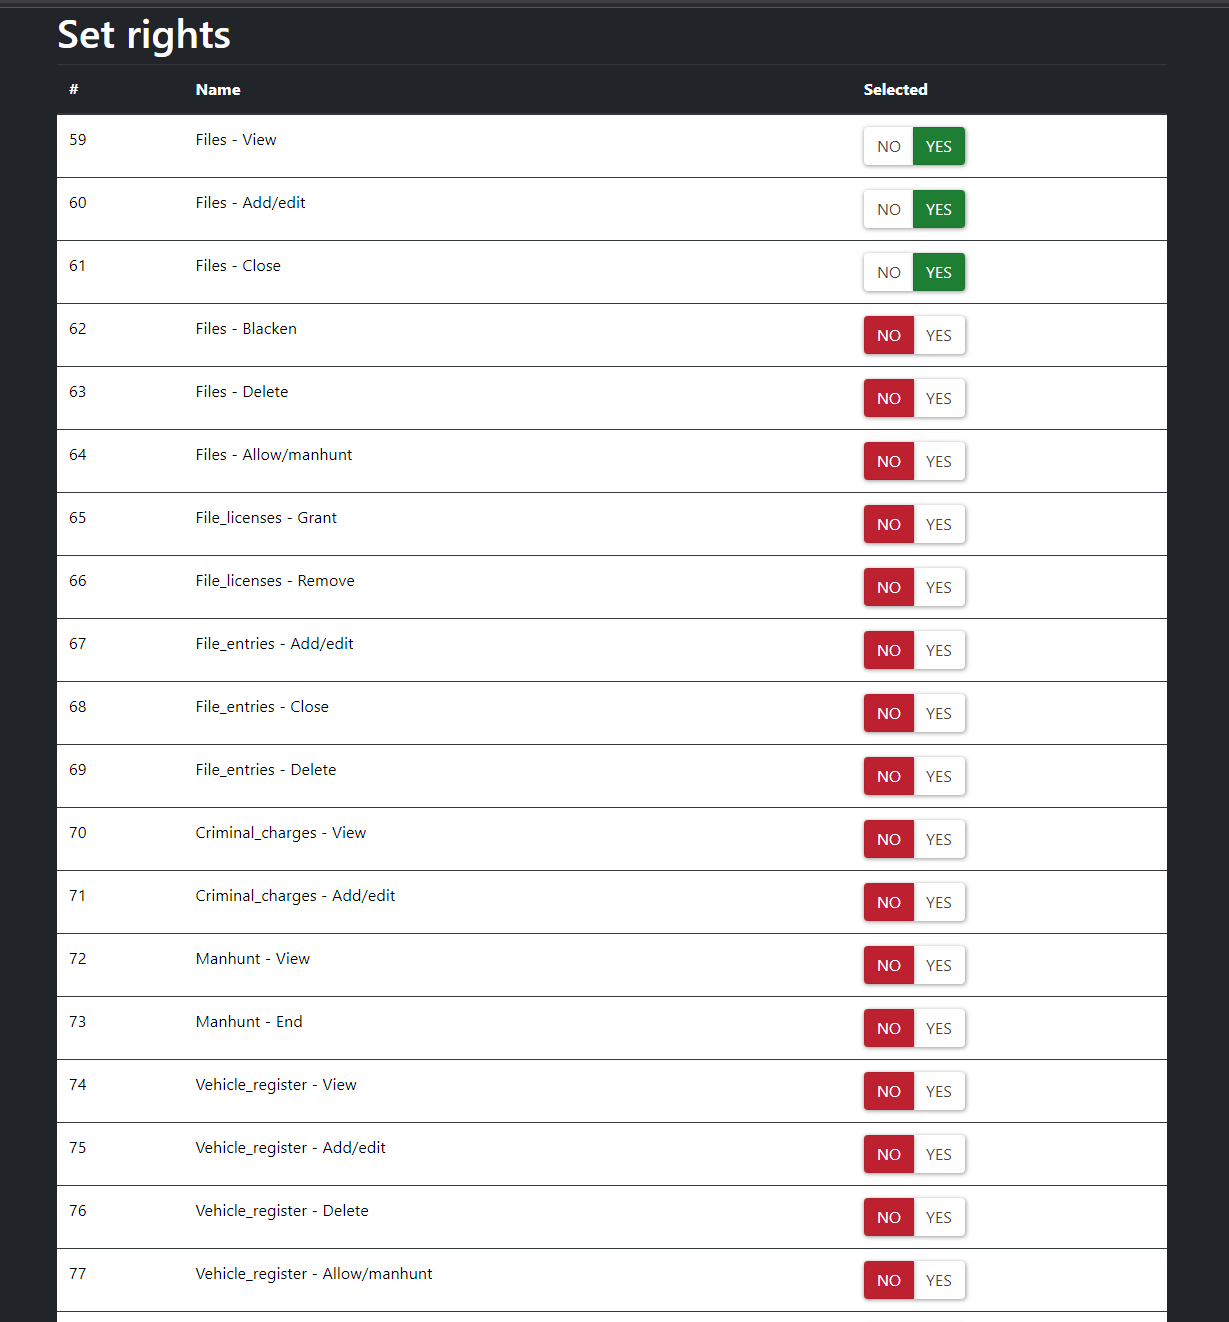 Set rights
# Name Selected
59 Files - View NO YES
60 Files - Add/edit NO YES
61 Files - Close NO YES
62 Files - Blacken NO YES
63 Files - Delete NO YES
64 Files - Allow/manhunt NO YES
65 File_licenses - Grant NO YES
66 File_licenses - Remove NO YES
67 File_entries - Add/edit NO YES
68 File_entries - Close NO YES
69 File_entries - Delete NO YES
70 Criminal_charges - View NO YES
71 Criminal_charges - Add/edit NO YES
72 Manhunt - View NO YES
73 Manhunt - End NO YES
74 Vehicle_register - View NO YES
75 Vehicle_register - Add/edit NO YES
76 Vehicle_register - Delete NO YES
77 Vehicle_register - Allow/manhunt NO YES